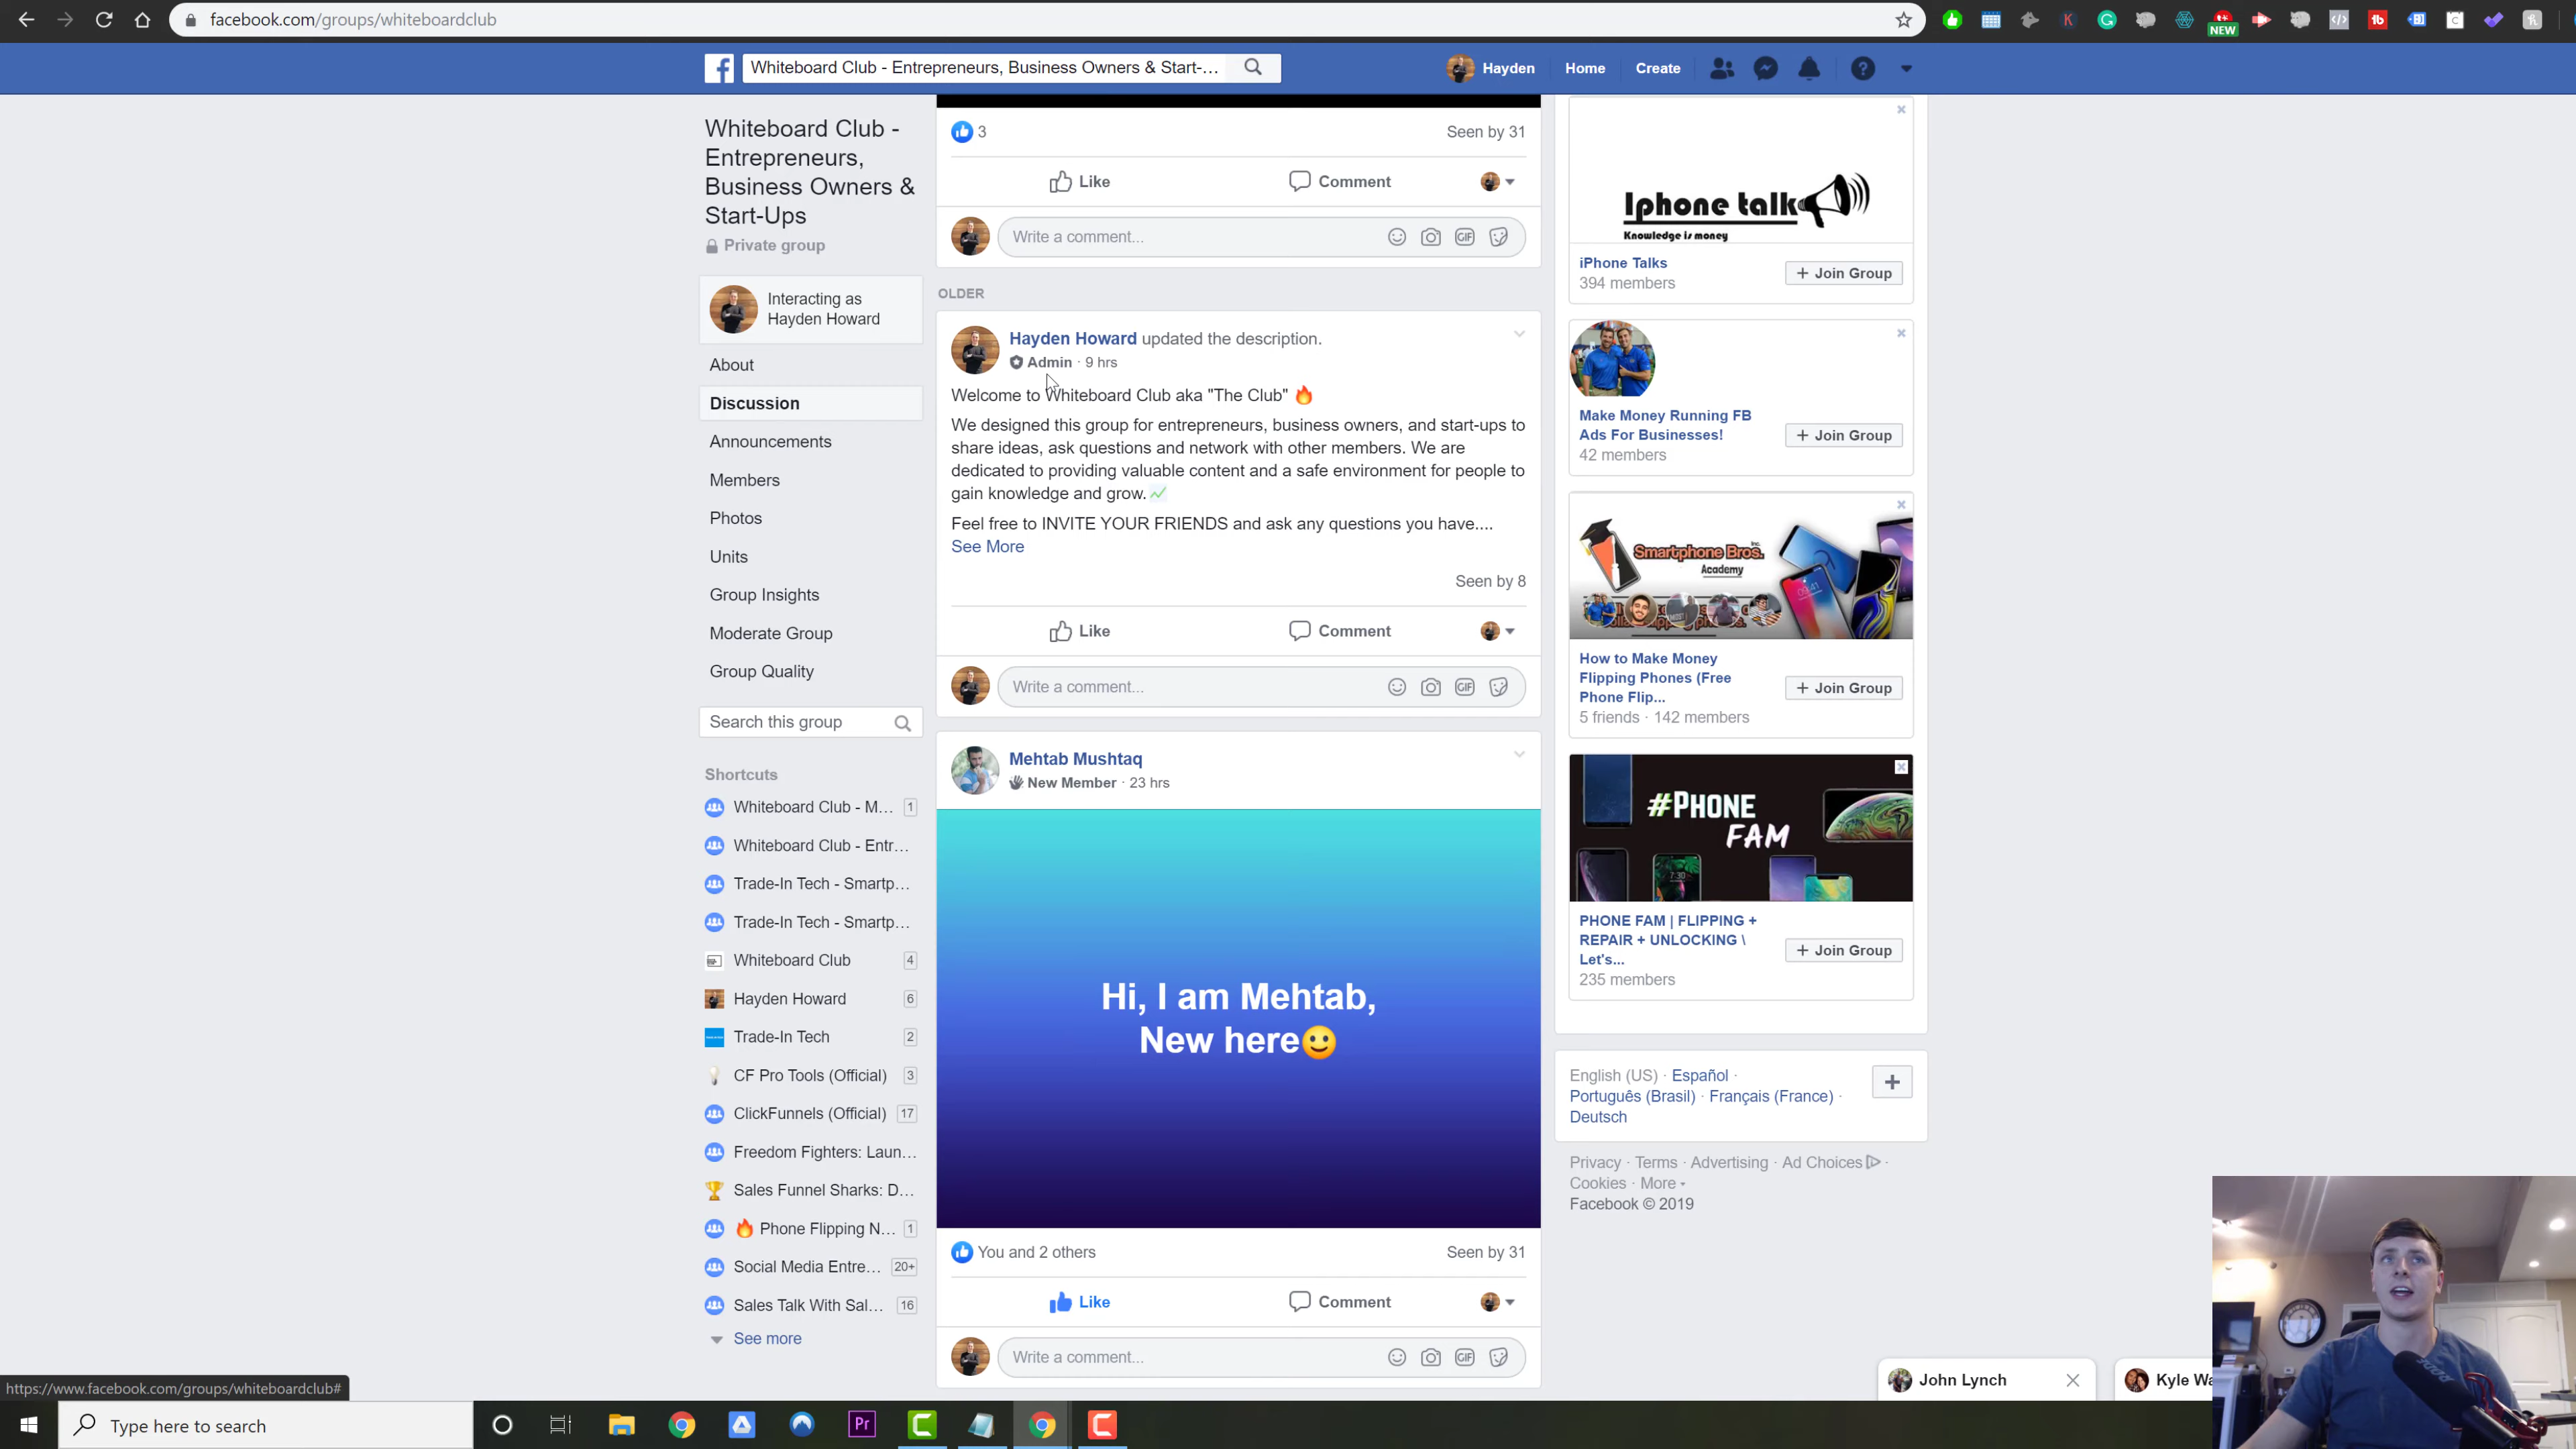 facebook.com/groups/whiteboardclub
NEW
Whiteboard Club - Entrepreneurs, Business Owners & Start-...
Hayden
Home
Create
Whiteboard Club -
Entrepreneurs,
Business Owners &
Start-Ups
Private group
Interacting as
Hayden Howard
About
Discussion
Announcements
Members
Photos
Units
Group Insights
Moderate Group
Group Quality
Search this group
Shortcuts
Whiteboard Club - M... 1
Whiteboard Club - Entr...
Trade-In Tech - Smartp...
Trade-In Tech - Smartp...
Whiteboard Club 4
Hayden Howard 6
Trade-In Tech 2
CF Pro Tools (Official) 3
ClickFunnels (Official) 17
Freedom Fighters: Laun...
Sales Funnel Sharks: D...
🔥 Phone Flipping N... 1
Social Media Entre... 20+
Sales Talk With Sal... 16
See more
3 Seen by 31
Like Comment
Write a comment... GIF
OLDER
Hayden Howard updated the description.
Admin · 9 hrs
Welcome to Whiteboard Club aka "The Club" 🔥
We designed this group for entrepreneurs, business owners, and start-ups to
share ideas, ask questions and network with other members. We are
dedicated to providing valuable content and a safe environment for people to
gain knowledge and grow.
Feel free to INVITE YOUR FRIENDS and ask any questions you have....
See More
Seen by 8
Like Comment
Write a comment... GIF
Mehtab Mushtaq
New Member · 23 hrs
Hi, I am Mehtab,
New here🙂
You and 2 others Seen by 31
Like Comment
Write a comment... GIF
Iphone talk
Knowledge is money
iPhone Talks
394 members
+ Join Group
Make Money Running FB
Ads For Businesses!
42 members
+ Join Group
Smartphone Bros. Inc.
Academy
How to Make Money
Flipping Phones (Free
Phone Flip...
5 friends · 142 members
+ Join Group
#PHONE
FAM
PHONE FAM | FLIPPING +
REPAIR + UNLOCKING \
Let's...
235 members
+ Join Group
English (US) · Español ·
Português (Brasil) · Français (France) ·
Deutsch
Privacy · Terms · Advertising · Ad Choices ·
Cookies · More
Facebook © 2019
John Lynch
Kyle Wa
https://www.facebook.com/groups/whiteboardclub#
Type here to search
Pr